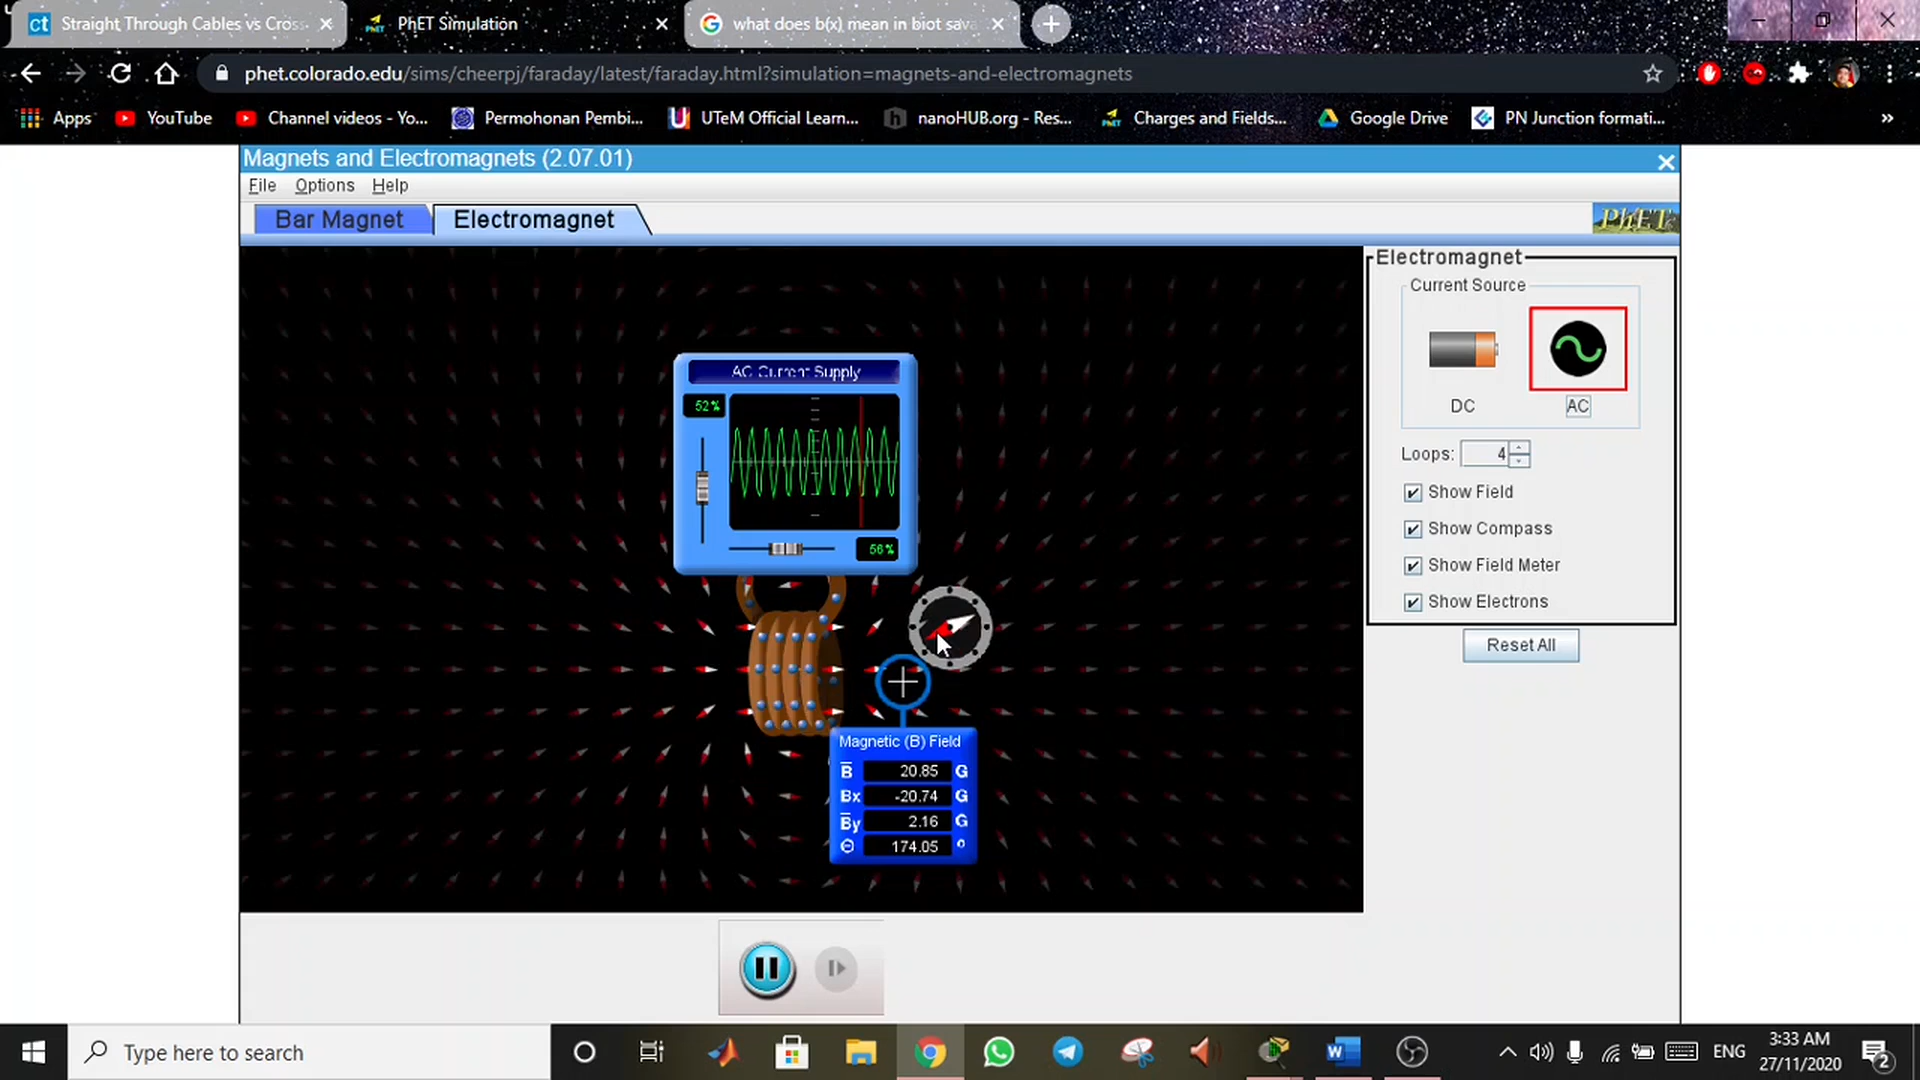 Straight Through Cables vs Cross
PhET Simulation
what does b(x) mean in biot sava
phet.colorado.edu/sims/cheerpj/faraday/latest/faraday.html?simulation=magnets-and-electromagnets
Apps YouTube Channel videos - Yo... Permohonan Pembi... UTeM Official Learn... nanoHUB.org - Res... Charges and Fields... Google Drive PN Junction formati... »
Magnets and Electromagnets (2.07.01)
File Options Help
Bar Magnet Electromagnet
PhET
Electromagnet
Current Source
DC AC
Loops: 4
Show Field
Show Compass
Show Field Meter
Show Electrons
Reset All
AC Current Supply
52%
56%
Magnetic (B) Field
B 20.85 G
Bx -20.74 G
By 2.16 G
Θ 174.05 º
Type here to search
ENG
3:33 AM
27/11/2020
2